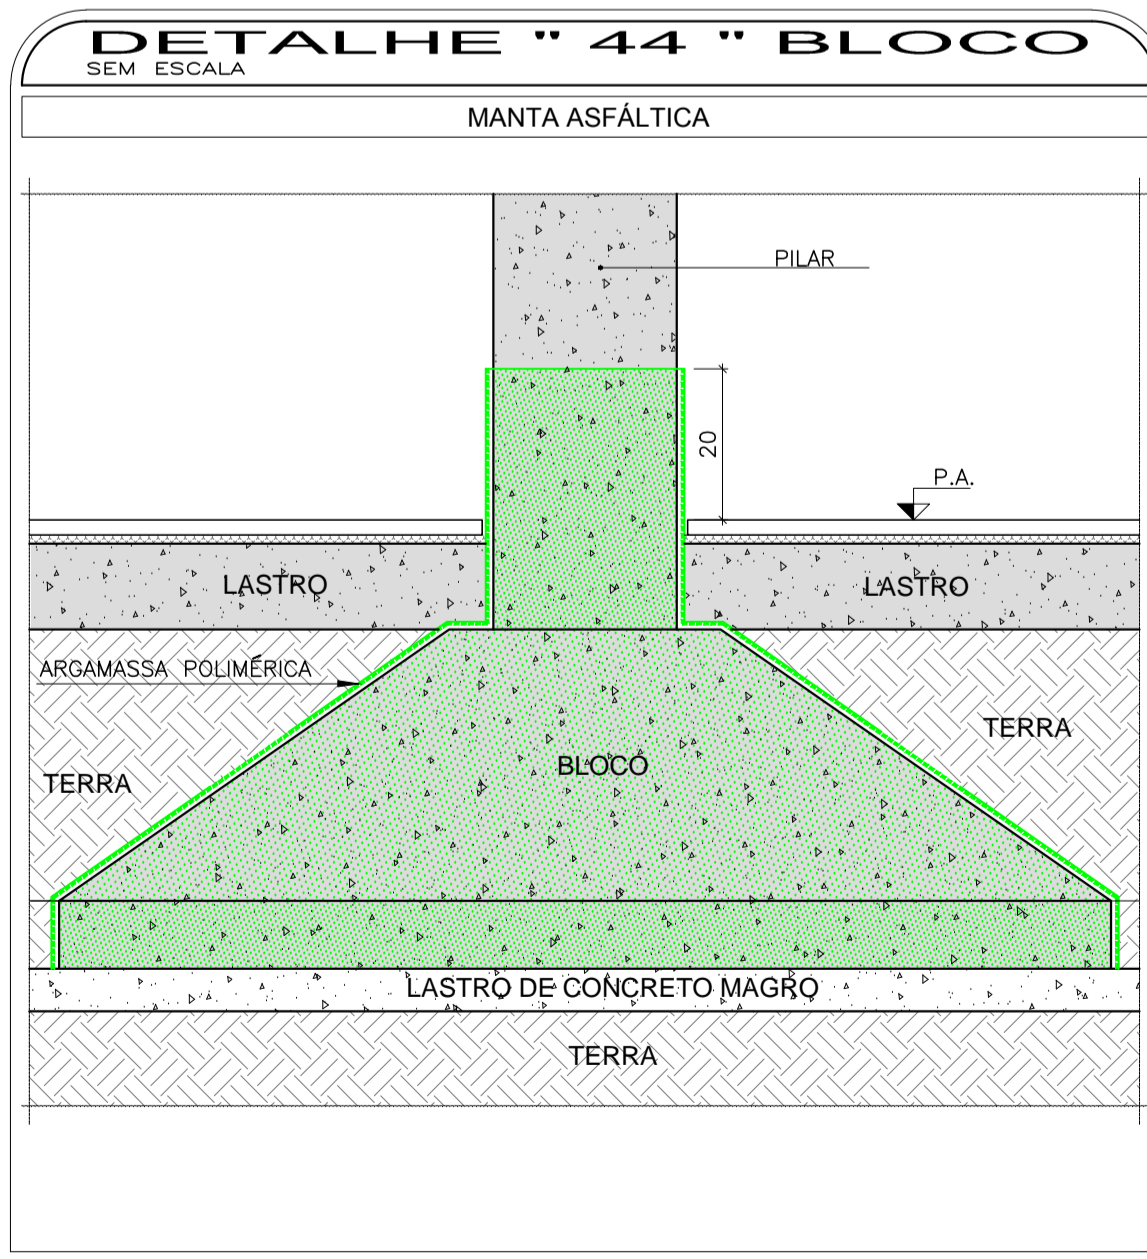 DETALHE " 44 " BLOCO
SEM ESCALA
MANTA ASFÁLTICA
PILAR
20
P.A.
LASTRO
LASTRO
ARGAMASSA POLIMÉRICA
TERRA
BLOCO
TERRA
LASTRO DE CONCRETO MAGRO
TERRA